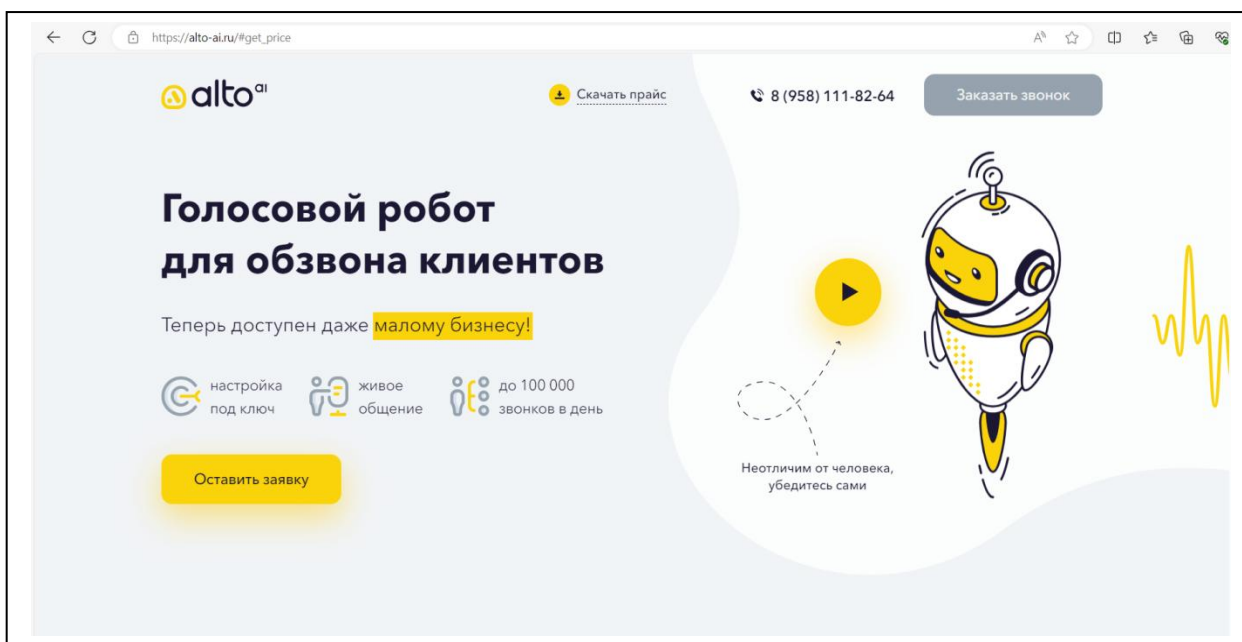 https://alto-ai.ru/#get_price
alto ai
Скачать прайс
8 (958) 111-82-64
Заказать звонок
Голосовой робот
для обзвона клиентов
Теперь доступен даже малому бизнесу!
настройка
под ключ
живое
общение
до 100 000
звонков в день
Оставить заявку
Неотличим от человека,
убедитесь сами